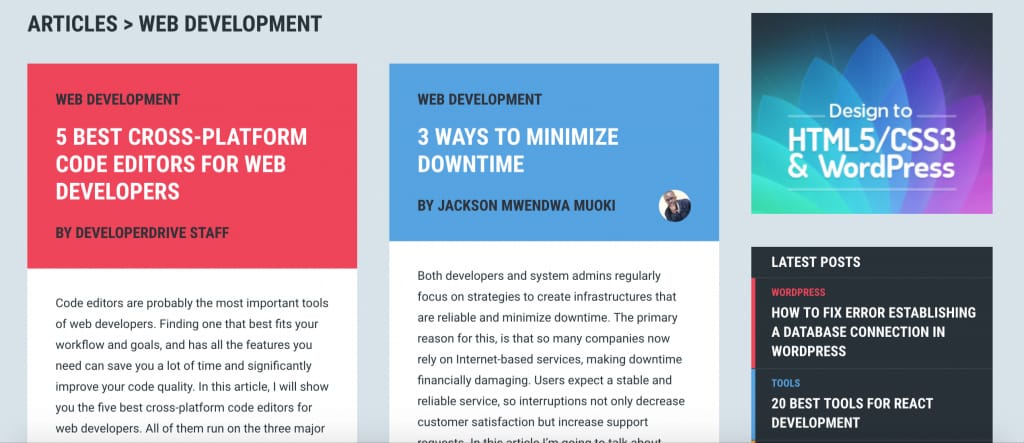 ARTICLES > WEB DEVELOPMENT
WEB DEVELOPMENT
5 BEST CROSS-PLATFORM
CODE EDITORS FOR WEB
DEVELOPERS
BY DEVELOPERDRIVE STAFF
Code editors are probably the most important tools
of web developers. Finding one that best fits your
workflow and goals, and has all the features you
need can save you a lot of time and significantly
improve your code quality. In this article, I will show
you the five best cross-platform code editors for
web developers. All of them run on the three major
WEB DEVELOPMENT
3 WAYS TO MINIMIZE
DOWNTIME
BY JACKSON MWENDWA MUOKI
Both developers and system admins regularly
focus on strategies to create infrastructures that
are reliable and minimize downtime. The primary
reason for this, is that so many companies now
rely on Internet-based services, making downtime
financially damaging. Users expect a stable and
reliable service, so interruptions not only decrease
customer satisfaction but increase support
requests. In this article I'm going to talk about
Design to
HTML5/CSS3
& WordPress
LATEST POSTS
WORDPRESS
HOW TO FIX ERROR ESTABLISHING
A DATABASE CONNECTION IN
WORDPRESS
TOOLS
20 BEST TOOLS FOR REACT
DEVELOPMENT